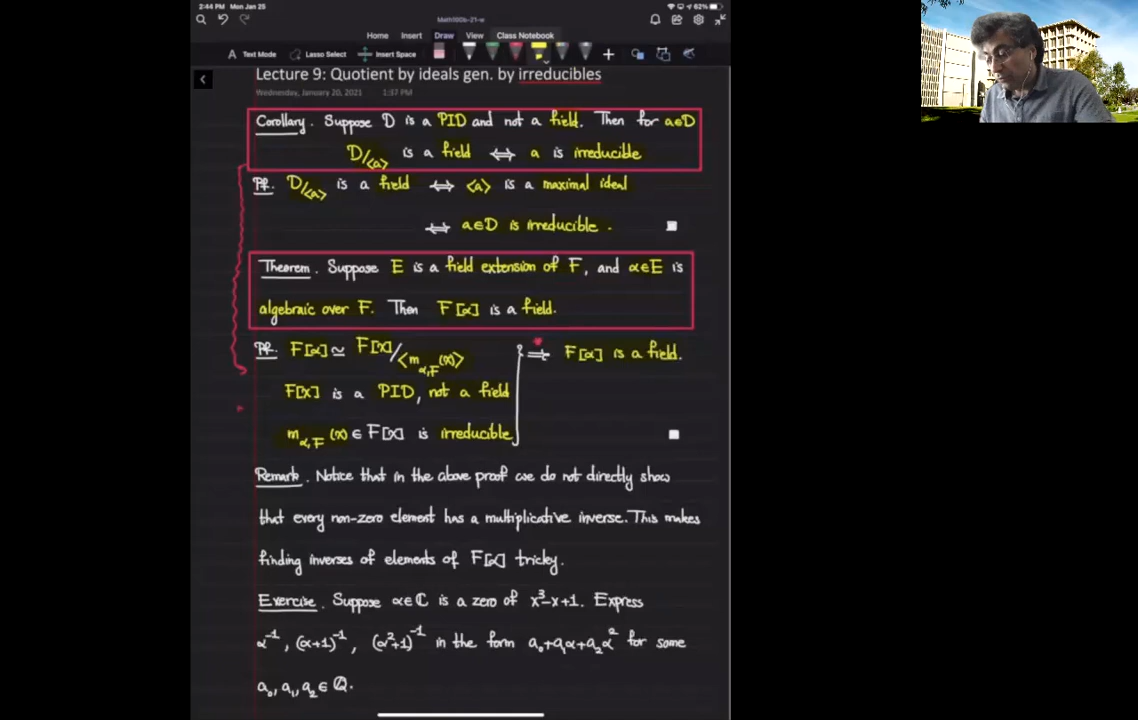 2:44 PM Mon Jan 25
62%
Math100b-21-w
Home Insert Draw View Class Notebook
Text Mode Lasso Select Insert Space
Lecture 9: Quotient by ideals gen. by irreducibles
Wednesday, January 20, 2021 1:37 PM
Corollary. Suppose D is a PID and not a field. Then for a∈D
D/<a> is a field ⟺ a is irreducible
Pf. D/<a> is a field ⟺ <a> is a maximal ideal
⟺ a∈D is irreducible.
Theorem. Suppose E is a field extension of F, and α∈E is
algebraic over F. Then F[α] is a field.
Pf. F[α] ≃ F[x]/<m_{α,F}(x)> ⟹ F[α] is a field.
F[x] is a PID, not a field
m_{α,F}(x) ∈ F[x] is irreducible
Remark. Notice that in the above proof we do not directly show
that every non-zero element has a multiplicative inverse. This makes
finding inverses of elements of F[α] tricky.
Exercise. Suppose α∈ℂ is a zero of x³-x+1. Express
α⁻¹, (α+1)⁻¹, (α²+1)⁻¹ in the form a₀+a₁α+a₂α² for some
a₀, a₁, a₂ ∈ ℚ.